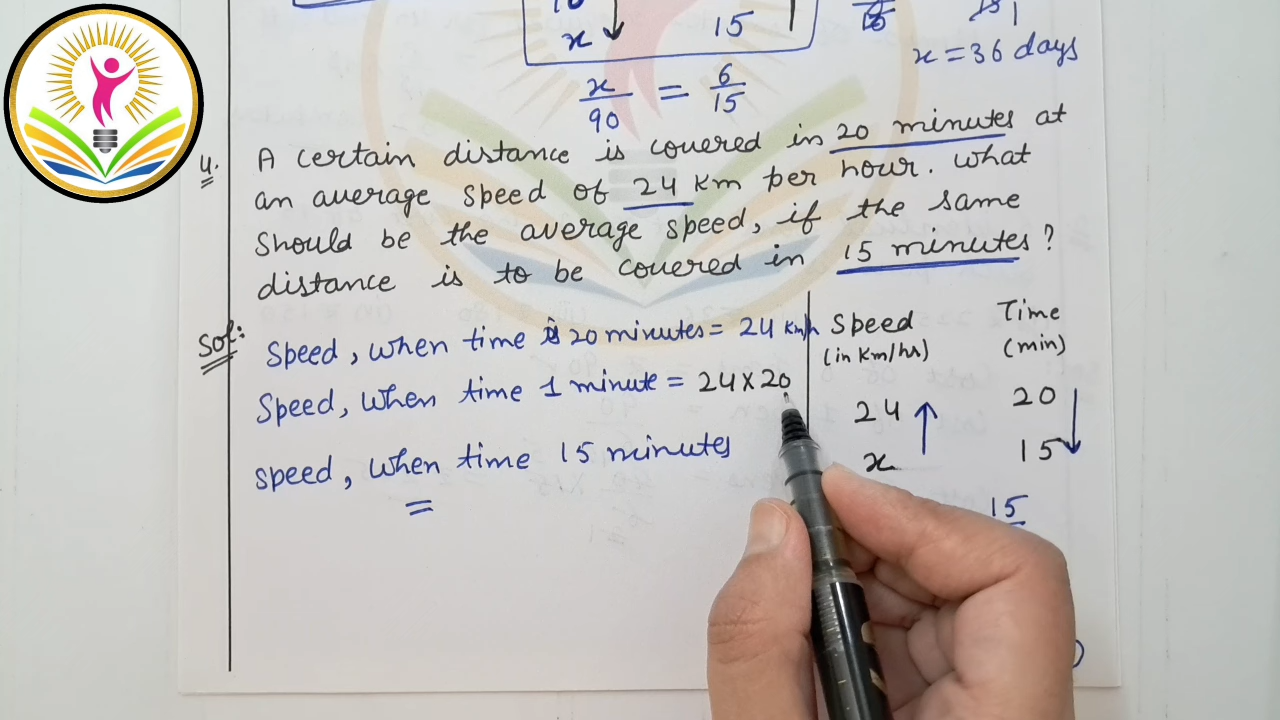 x 15
x = 36 days
x/90 = 6/15
4. A certain distance is covered in 20 minutes at
an average speed of 24 Km per hour. What
should be the average speed, if the same
distance is to be covered in 15 minutes?
Sol:
Speed, when time is 20 minutes = 24 Km/h
Speed, when time 1 minute = 24 x 20
speed, when time 15 minutes
=
Speed Time
(in Km/hr) (min)
24 20
x 15
15